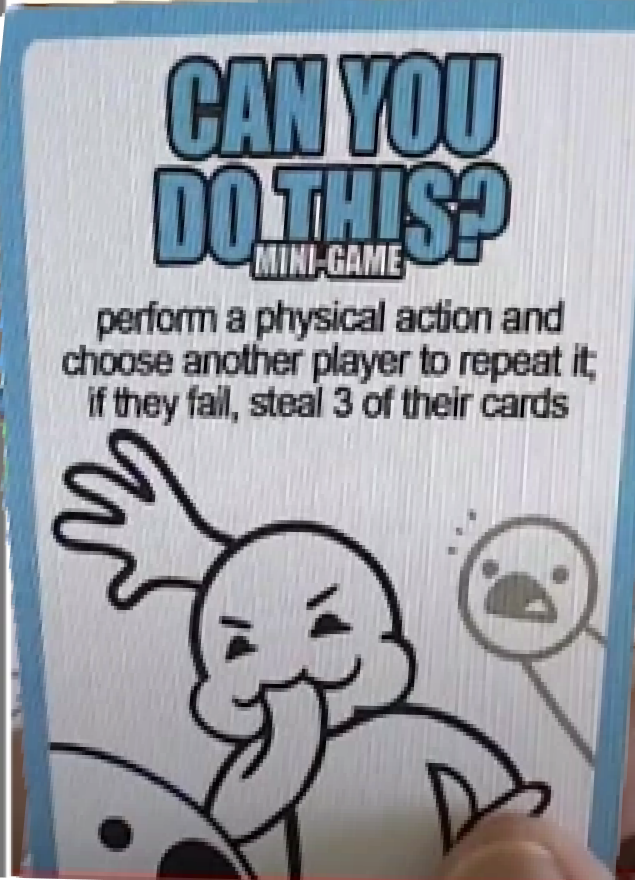 CAN YOU
DO THIS?
MINI-GAME
perform a physical action and
choose another player to repeat it;
if they fail, steal 3 of their cards